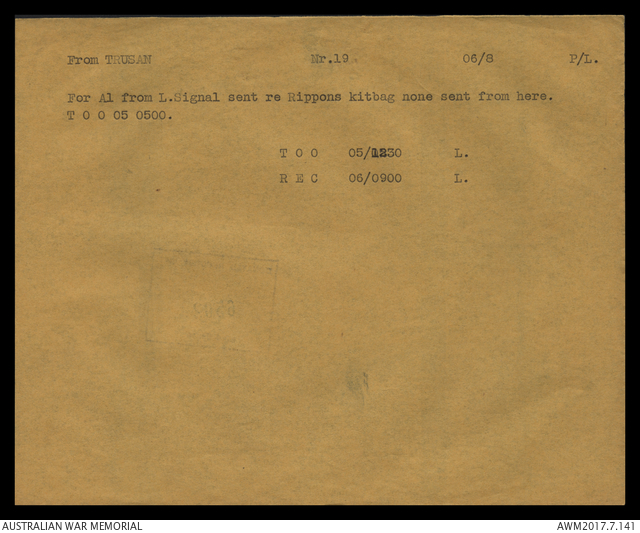 From TRUSAN Nr.19 06/8 P/L.
For A1 from L.Signal sent re Rippons kitbag none sent from here.
T O O 05 0500.
T O O 05/1230 L.
R E C 06/0900 L.
AUSTRALIAN WAR MEMORIAL AWM2017.7.141